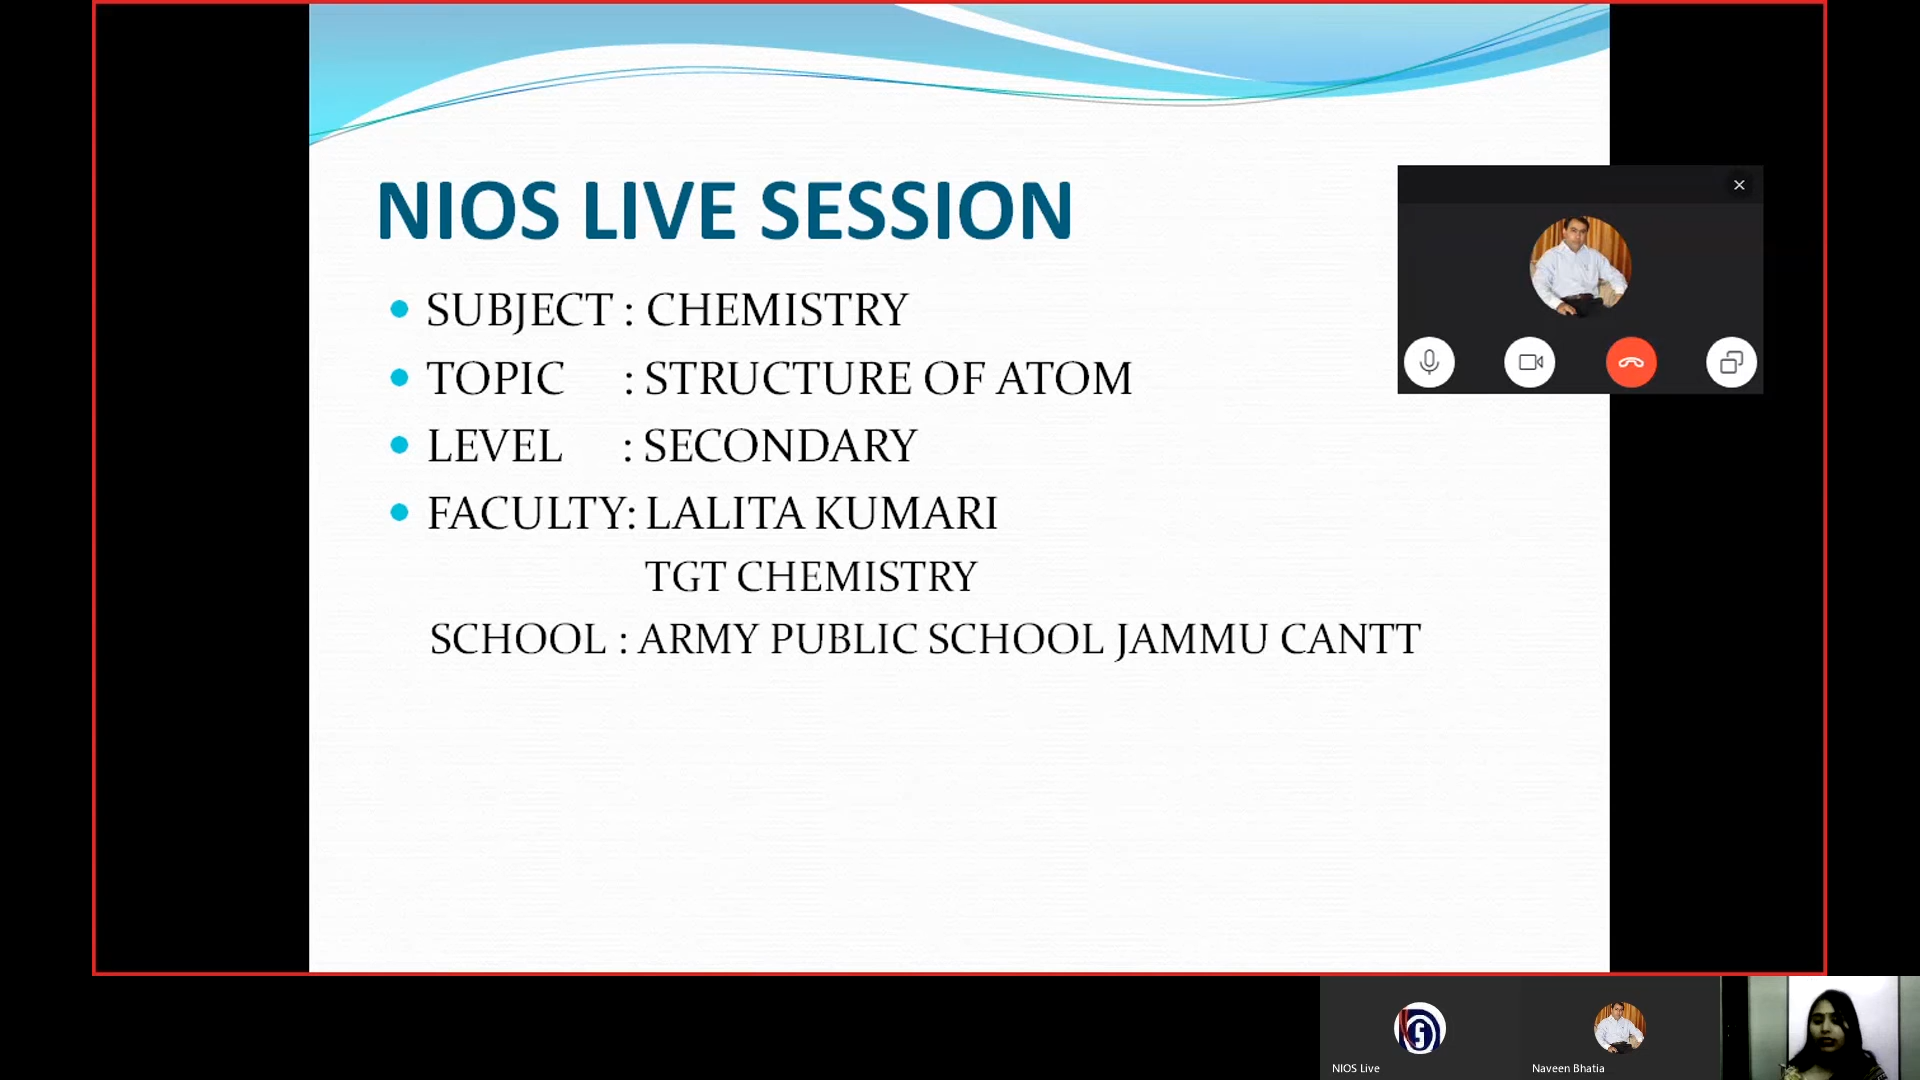 NIOS LIVE SESSION
SUBJECT : CHEMISTRY
TOPIC : STRUCTURE OF ATOM
LEVEL : SECONDARY
FACULTY: LALITA KUMARI
TGT CHEMISTRY
SCHOOL : ARMY PUBLIC SCHOOL JAMMU CANTT
NIOS Live
Naveen Bhatia